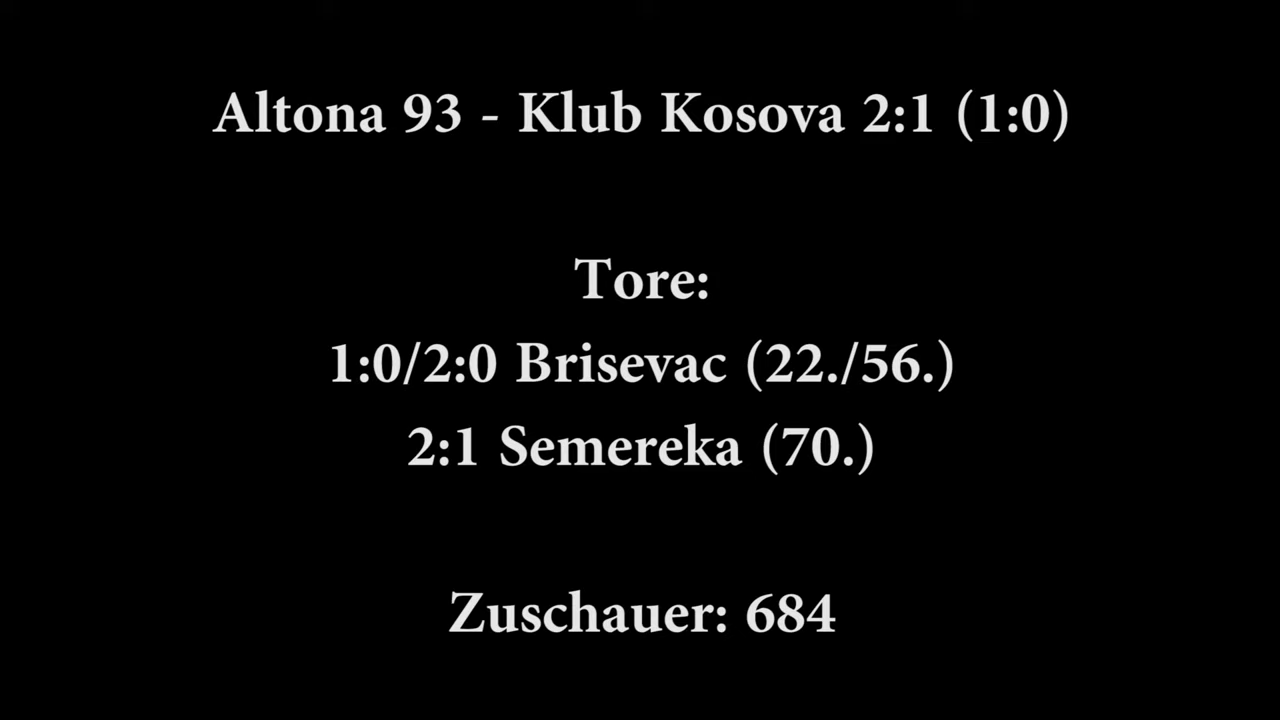 Altona 93 - Klub Kosova 2:1 (1:0)
Tore:
1:0/2:0 Brisevac (22./56.)
2:1 Semereka (70.)
Zuschauer: 684